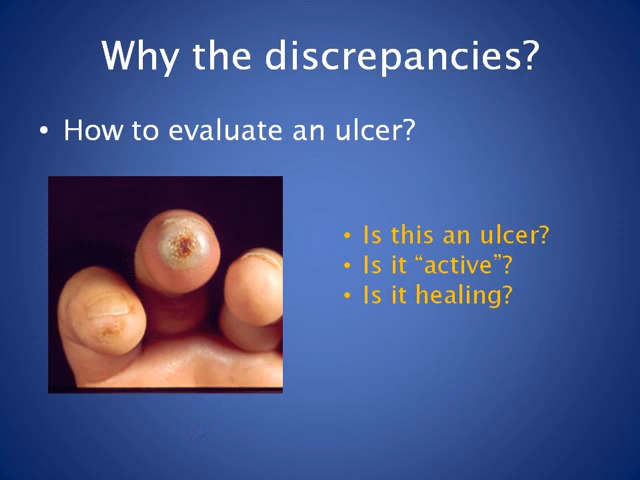 Why the discrepancies?
• How to evaluate an ulcer?
• Is this an ulcer?
• Is it “active”?
• Is it healing?